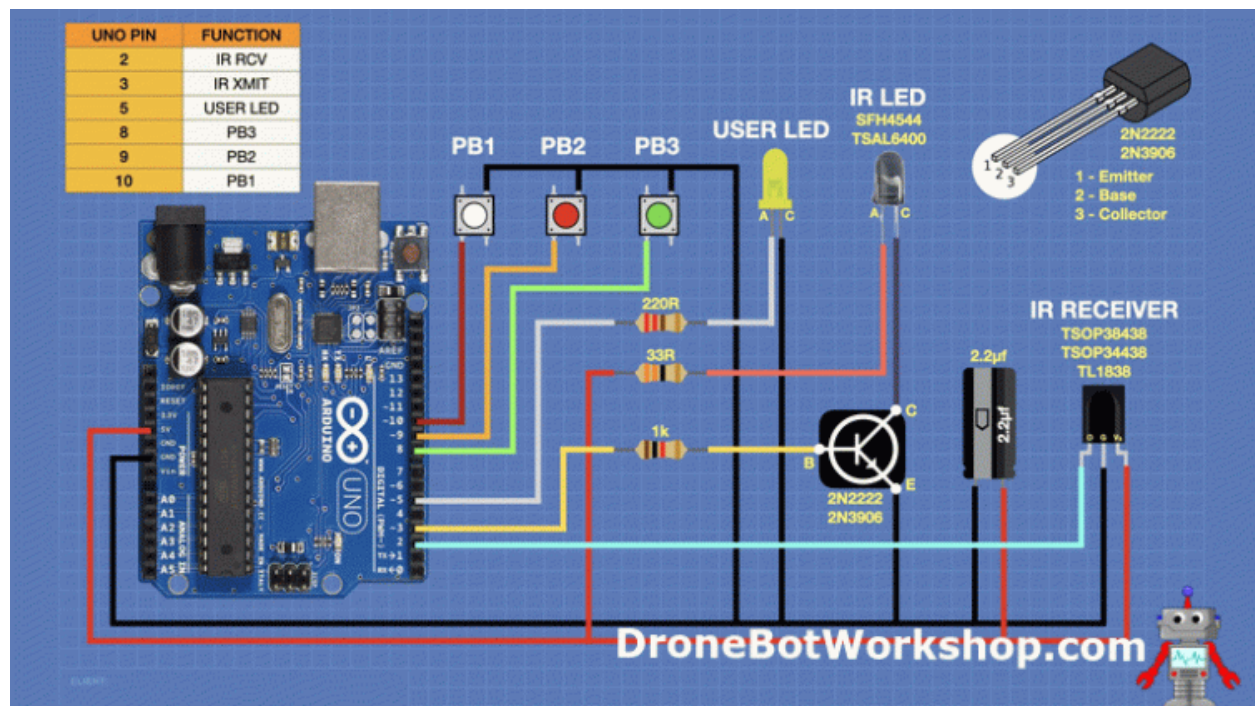 UNO PIN FUNCTION
2 IR RCV
3 IR XMIT
5 USER LED
8 PB3
9 PB2
10 PB1
IR LED
SFH4544
TSAL6400
USER LED
PB1 PB2 PB3
2N2222
2N3906
1 - Emitter
2 - Base
3 - Collector
1
2
3
A C
A C
220R
33R
1k
IR RECEIVER
TSOP38438
TSOP34438
TL1838
2.2µf
2.2µf
C
B
E
2N2222
2N3906
AREF
GND
13
12
~11
~10
~9
8
7
~6
~5
4
~3
2
TX→1
RX←0
DIGITAL (PWM~)
ARDUINO
UNO
IOREF
RESET
5V
GND
GND
Vin
POWER
A0
A1
A2
A3
A4
A5
ANALOG IN
ICSP
DroneBotWorkshop.com
CLIENT: